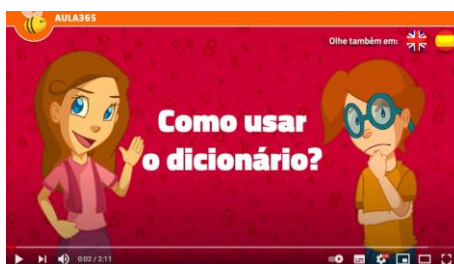 AULA365
Olhe também em:
Como usar
o dicionário?
0:02 / 2:11